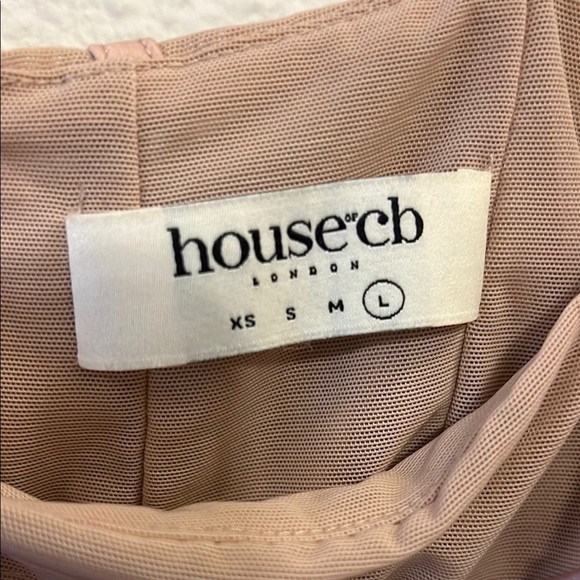 house OF cb
LONDON
XS S M L